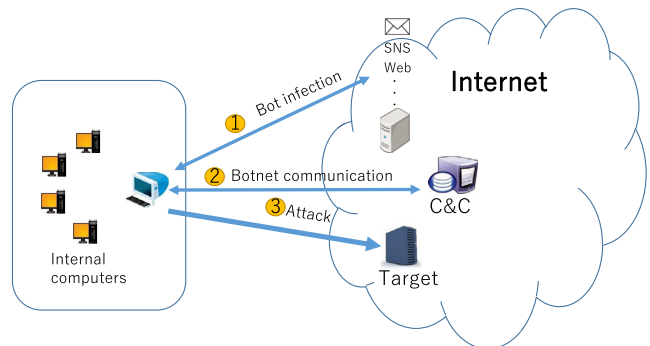 SNS
Web
Internet
1 Bot infection
2 Botnet communication
C&C
3 Attack
Internal
computers
Target